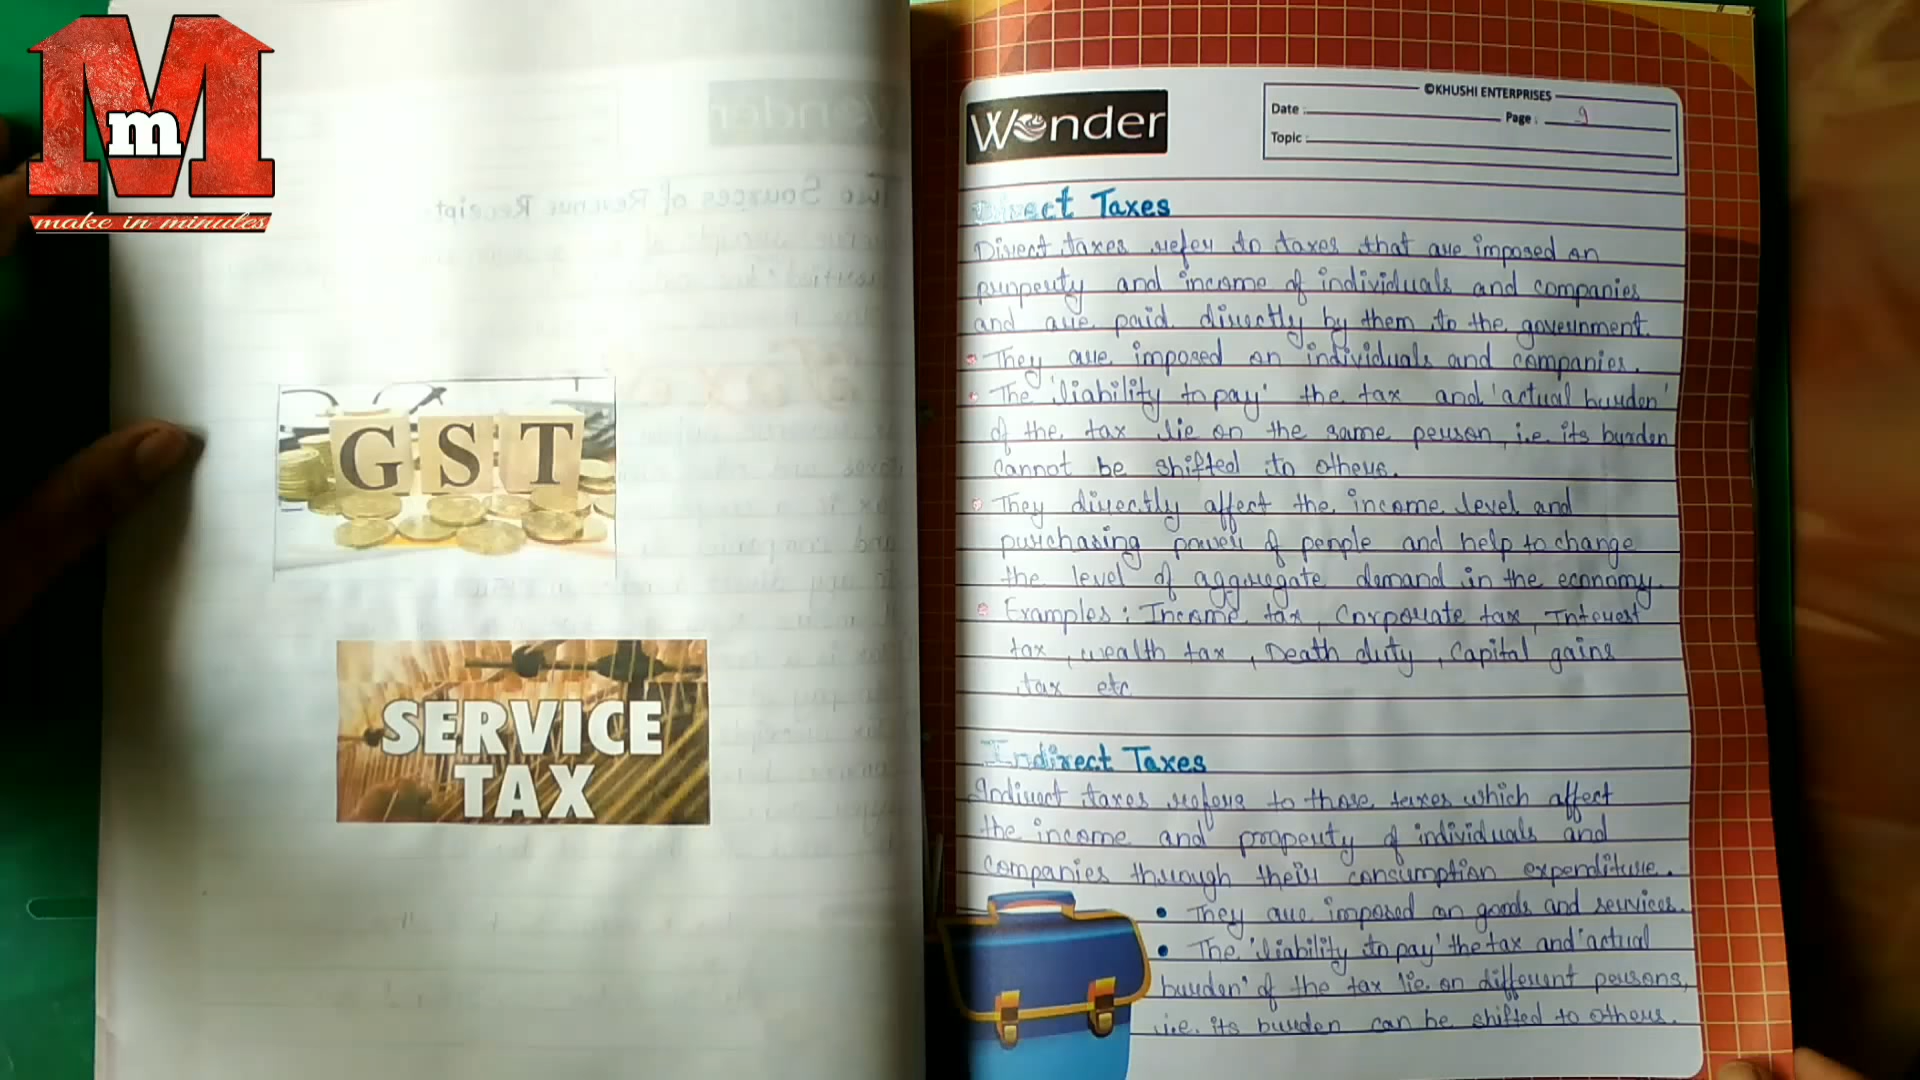 M
m
make in minutes
GST
SERVICE
TAX
Wonder
©KHUSHI ENTERPRISES
Date :
Page : 9
Topic :
Direct Taxes
Direct taxes refer to taxes that are imposed on
property and income of individuals and companies
and are paid directly by them to the government.
• They are imposed on individuals and companies.
• The 'liability to pay' the tax and 'actual burden'
of the tax lie on the same person, i.e. its burden
cannot be shifted to others.
• They directly affect the income level and
purchasing power of people and help to change
the level of aggregate demand in the economy.
• Examples : Income tax, Corporate tax, Interest
tax, wealth tax, Death duty, Capital gains
tax etc
Indirect Taxes
Indirect taxes refers to those taxes which affect
the income and property of individuals and
companies through their consumption expenditure.
• They are imposed on goods and services.
• The 'liability to pay' the tax and 'actual
burden' of the tax lie on different persons,
i.e. its burden can be shifted to others.